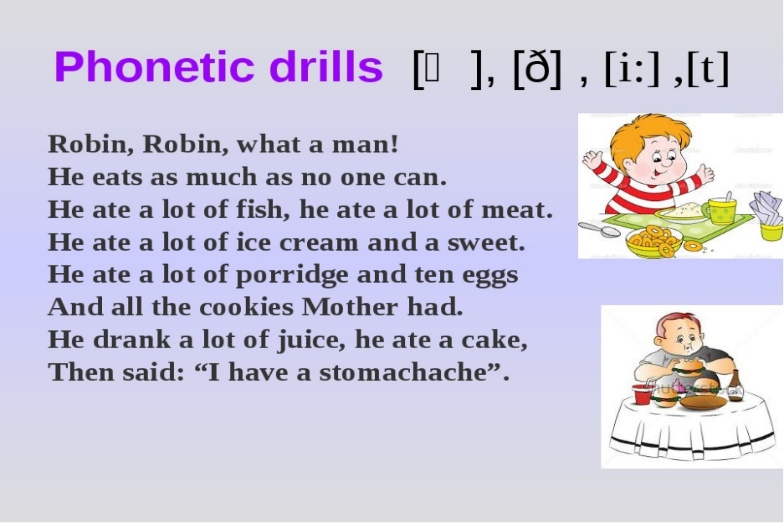 Phonetic drills [ ], [ð] , [i:] ,[t]
Robin, Robin, what a man!
He eats as much as no one can.
He ate a lot of fish, he ate a lot of meat.
He ate a lot of ice cream and a sweet.
He ate a lot of porridge and ten eggs
And all the cookies Mother had.
He drank a lot of juice, he ate a cake,
Then said: “I have a stomachache”.